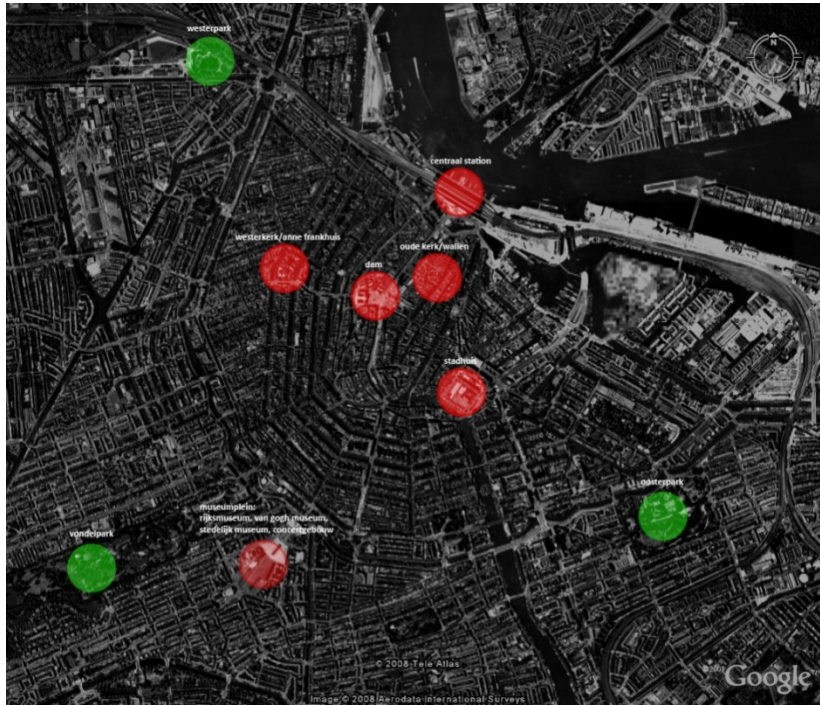 westerpark
N
centraal station
westerkerk/anne frankhuis
oude kerk/wallen
dam
stadhuis
oosterpark
museumplein:
rijksmuseum, van gogh museum,
stedelijk museum, concertgebouw
vondelpark
© 2008 Tele Atlas
Google
Image © 2008 Aerodata International Surveys